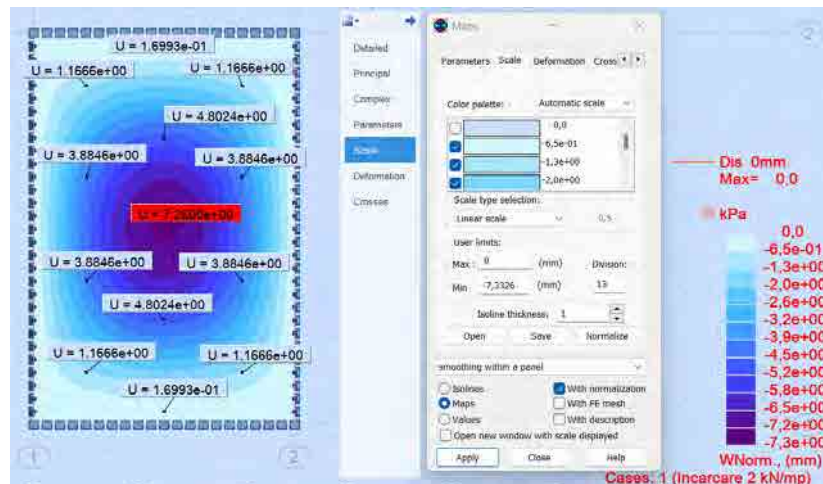 U = 1.6993e-01
U = 1.1666e+00
U = 1.1666e+00
U = 4.8024e+00
U = 3.8846e+00
U = 3.8846e+00
U = 3.8846e+00
U = 3.8846e+00
U = 4.8024e+00
U = 1.1666e+00
U = 1.1666e+00
U = 1.6993e-01
1
2
Detailed
Principal
Complex
Parameters
Scale
Deformation
Crosses
Maps
Parameters Scale Deformation Cross
Color palette: Automatic scale
0,0
-6,5e-01
-1,3e+00
-2,0e+00
Scale type selection:
Linear scale 0,5
User limits:
Max : 0 (mm) Division:
Min -7,3326 (mm) 13
Isoline thickness: 1
Open Save Normalize
smoothing within a panel
Isolines With normalization
Maps With FE mesh
Values With description
Open new window with scale displayed
Apply Close Help
2
Dis 0mm
Max= 0,0
kPa
0,0
-6,5e-01
-1,3e+00
-2,0e+00
-2,6e+00
-3,2e+00
-3,9e+00
-4,5e+00
-5,2e+00
-5,8e+00
-6,5e+00
-7,2e+00
-7,3e+00
WNorm., (mm)
Cases: 1 (Incarcare 2 kN/mp)